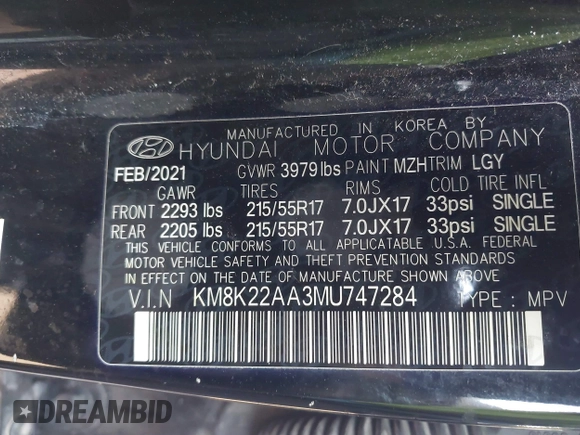 MANUFACTURED IN KOREA BY
HYUNDAI MOTOR COMPANY
FEB/2021 GVWR 3979 lbs PAINT MZH TRIM LGY
GAWR TIRES RIMS COLD TIRE INFL
FRONT 2293 lbs 215/55R17 7.0JX17 33psi SINGLE
REAR 2205 lbs 215/55R17 7.0JX17 33psi SINGLE
THIS VEHICLE CONFORMS TO ALL APPLICABLE U.S.A. FEDERAL
MOTOR VEHICLE SAFETY AND THEFT PREVENTION STANDARDS
IN EFFECT ON THE DATE OF MANUFACTURE SHOWN ABOVE.
V.I.N KM8K22AA3MU747284 TYPE : MPV
DREAMBID